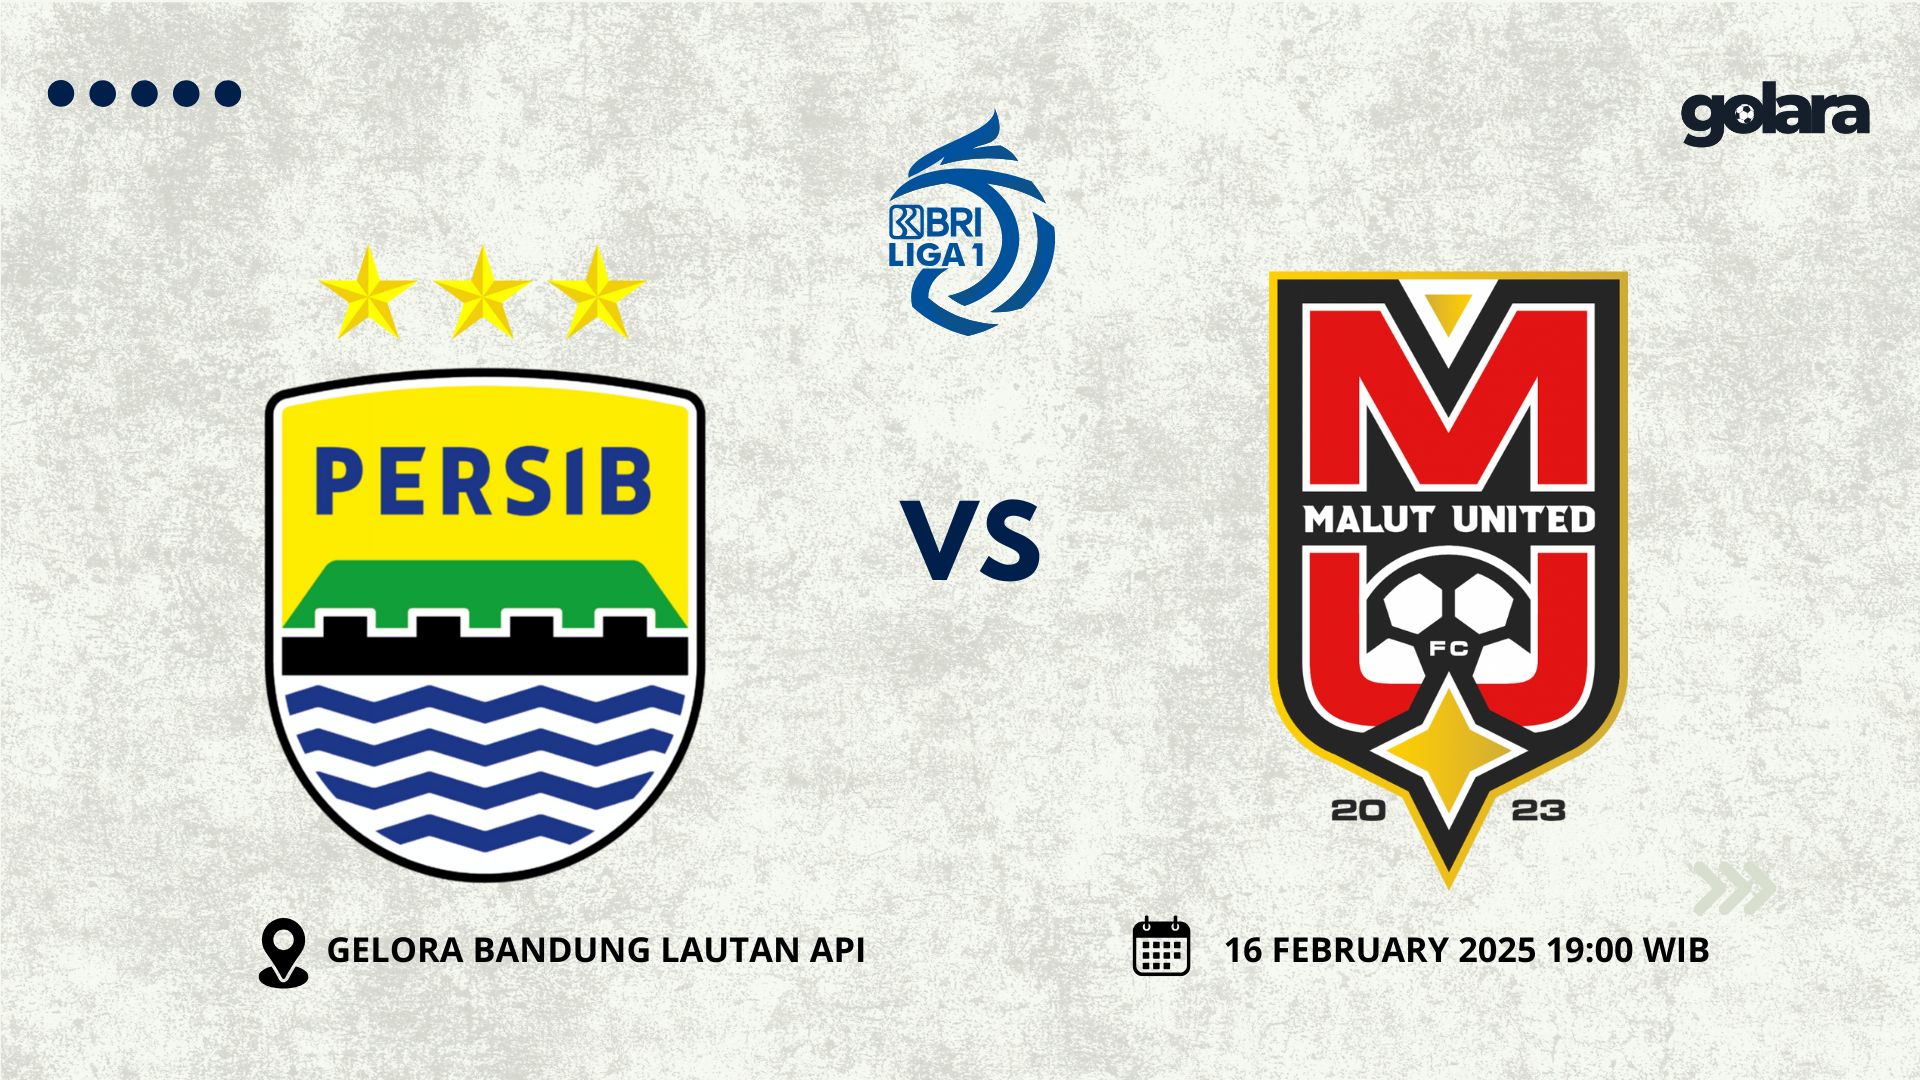 golara
BRI
LIGA 1
PERSIB
VS
MALUT UNITED
FC
20 23
GELORA BANDUNG LAUTAN API
16 FEBRUARY 2025 19:00 WIB